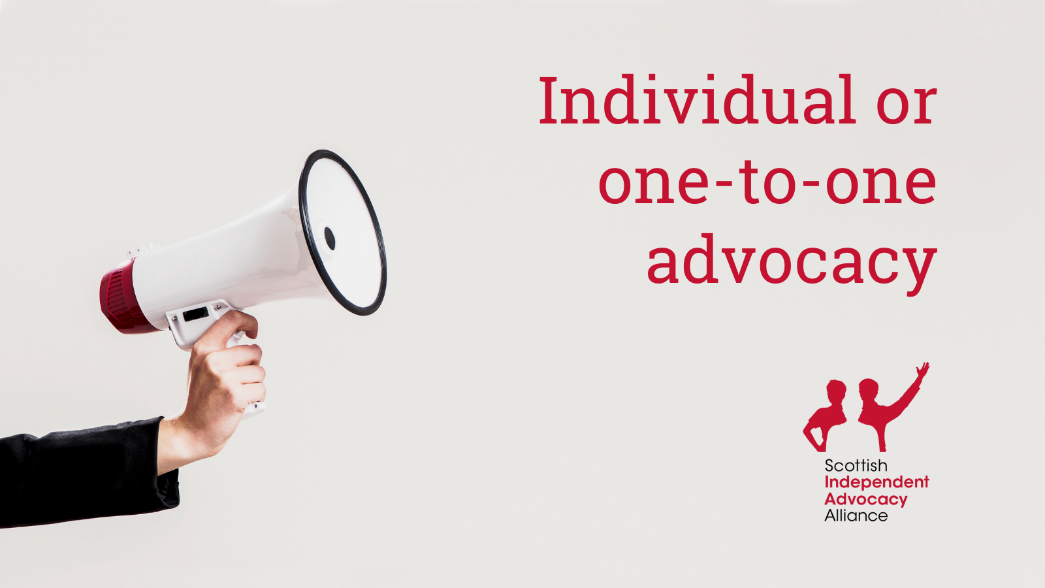 Individual or
one-to-one
advocacy
Scottish
Independent
Advocacy
Alliance